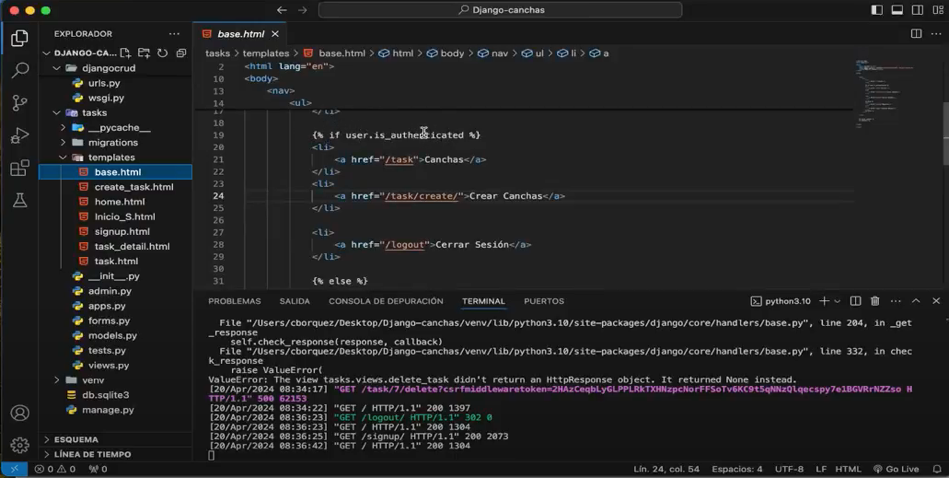 Django-canchas
EXPLORADOR
DJANGO-CA...
djangocrud
urls.py
wsgi.py
tasks
__pycache__
migrations
templates
base.html
create_task.html
home.html
Inicio_S.html
signup.html
task_detail.html
task.html
__init__.py
admin.py
apps.py
forms.py
models.py
tests.py
views.py
venv
db.sqlite3
manage.py
ESQUEMA
LÍNEA DE TIEMPO
base.html
tasks > templates > base.html > html > body > nav > ul > li > a
2 <html lang="en">
10 <body>
13 <nav>
14 <ul>
17 </li>
18
19 {% if user.is_authenticated %}
20 <li>
21 <a href="/task">Canchas</a>
22 </li>
23 <li>
24 <a href="/task/create/">Crear Canchas</a>
25 </li>
26
27 <li>
28 <a href="/logout">Cerrar Sesión</a>
29 </li>
30
31 {% else %}
PROBLEMAS SALIDA CONSOLA DE DEPURACIÓN TERMINAL PUERTOS python3.10
File "/Users/cborquez/Desktop/Django-canchas/venv/lib/python3.10/site-packages/django/core/handlers/base.py", line 204, in _get
_response
self.check_response(response, callback)
File "/Users/cborquez/Desktop/Django-canchas/venv/lib/python3.10/site-packages/django/core/handlers/base.py", line 332, in chec
k_response
raise ValueError(
ValueError: The view tasks.views.delete_task didn't return an HttpResponse object. It returned None instead.
[20/Apr/2024 08:34:17] "GET /task/7/delete?csrfmiddlewaretoken=
TTP/1.1" 500 62153
[20/Apr/2024 08:34:22] "GET / HTTP/1.1" 200 1397
[20/Apr/2024 08:36:23] "GET /logout/ HTTP/1.1" 302 0
[20/Apr/2024 08:36:23] "GET / HTTP/1.1" 200 1304
[20/Apr/2024 08:36:25] "GET /signup/ HTTP/1.1" 200 2073
[20/Apr/2024 08:36:42] "GET / HTTP/1.1" 200 1304
0 0 0 Lín. 24, col. 54 Espacios: 4 UTF-8 LF HTML Go Live